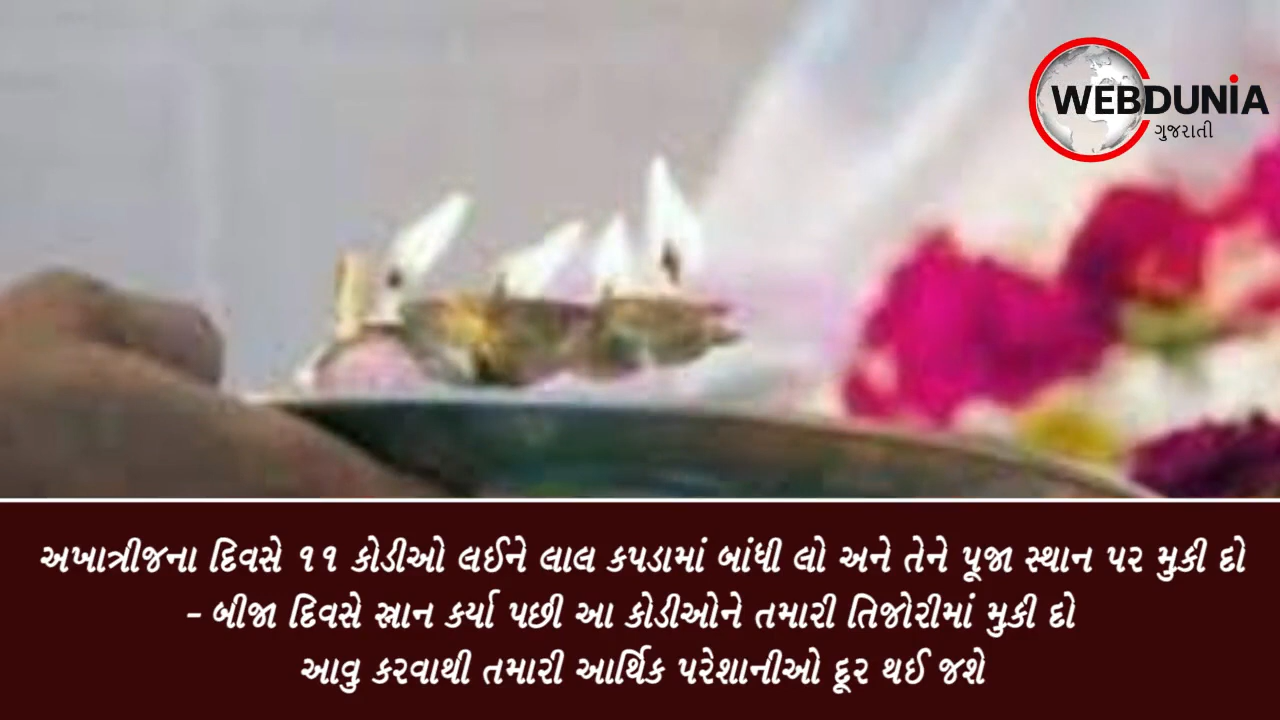 WEBDUNIA
ગુજરાતી
અખાત્રીજના દિવસે ૧૧ કોડીઓ લઈને લાલ કપડામાં બાંધી લો અને તેને પૂજા સ્થાન પર મુકી દો
- બીજા દિવસે સ્નાન કર્યા પછી આ કોડીઓને તમારી તિજોરીમાં મુકી દો
આવુ કરવાથી તમારી આર્થિક પરેશાનીઓ દૂર થઈ જશે